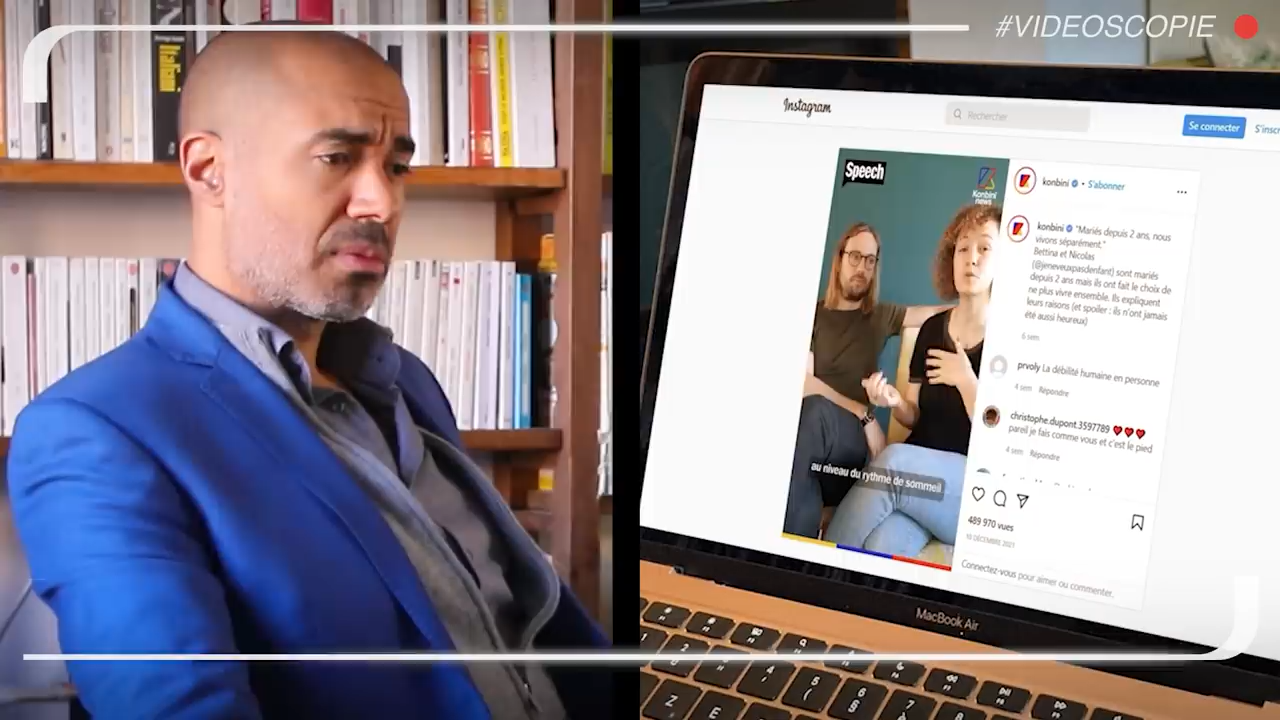 #VIDEOSCOPIE
Instagram
Rechercher
Se connecter
Speech
Konbini
news
au niveau du rythme de sommeil
konbini • S'abonner
konbini "Mariés depuis 2 ans, nous
vivons séparément."
Bettina et Nicolas
(@jeneveuxpasdenfant) sont mariés
depuis 2 ans mais ils ont fait le choix de
ne plus vivre ensemble. Ils expliquent
leurs raisons (et spoiler : ils n'ont jamais
été aussi heureux)
6 sem
prvoly La débilité humaine en personne
4 sem Répondre
christophe.dupont.3597789 ❤❤❤
pareil je fais comme vous et c'est le pied
4 sem Répondre
489 970 vues
10 DÉCEMBRE 2021
Connectez-vous pour aimer ou commenter.
MacBook Air